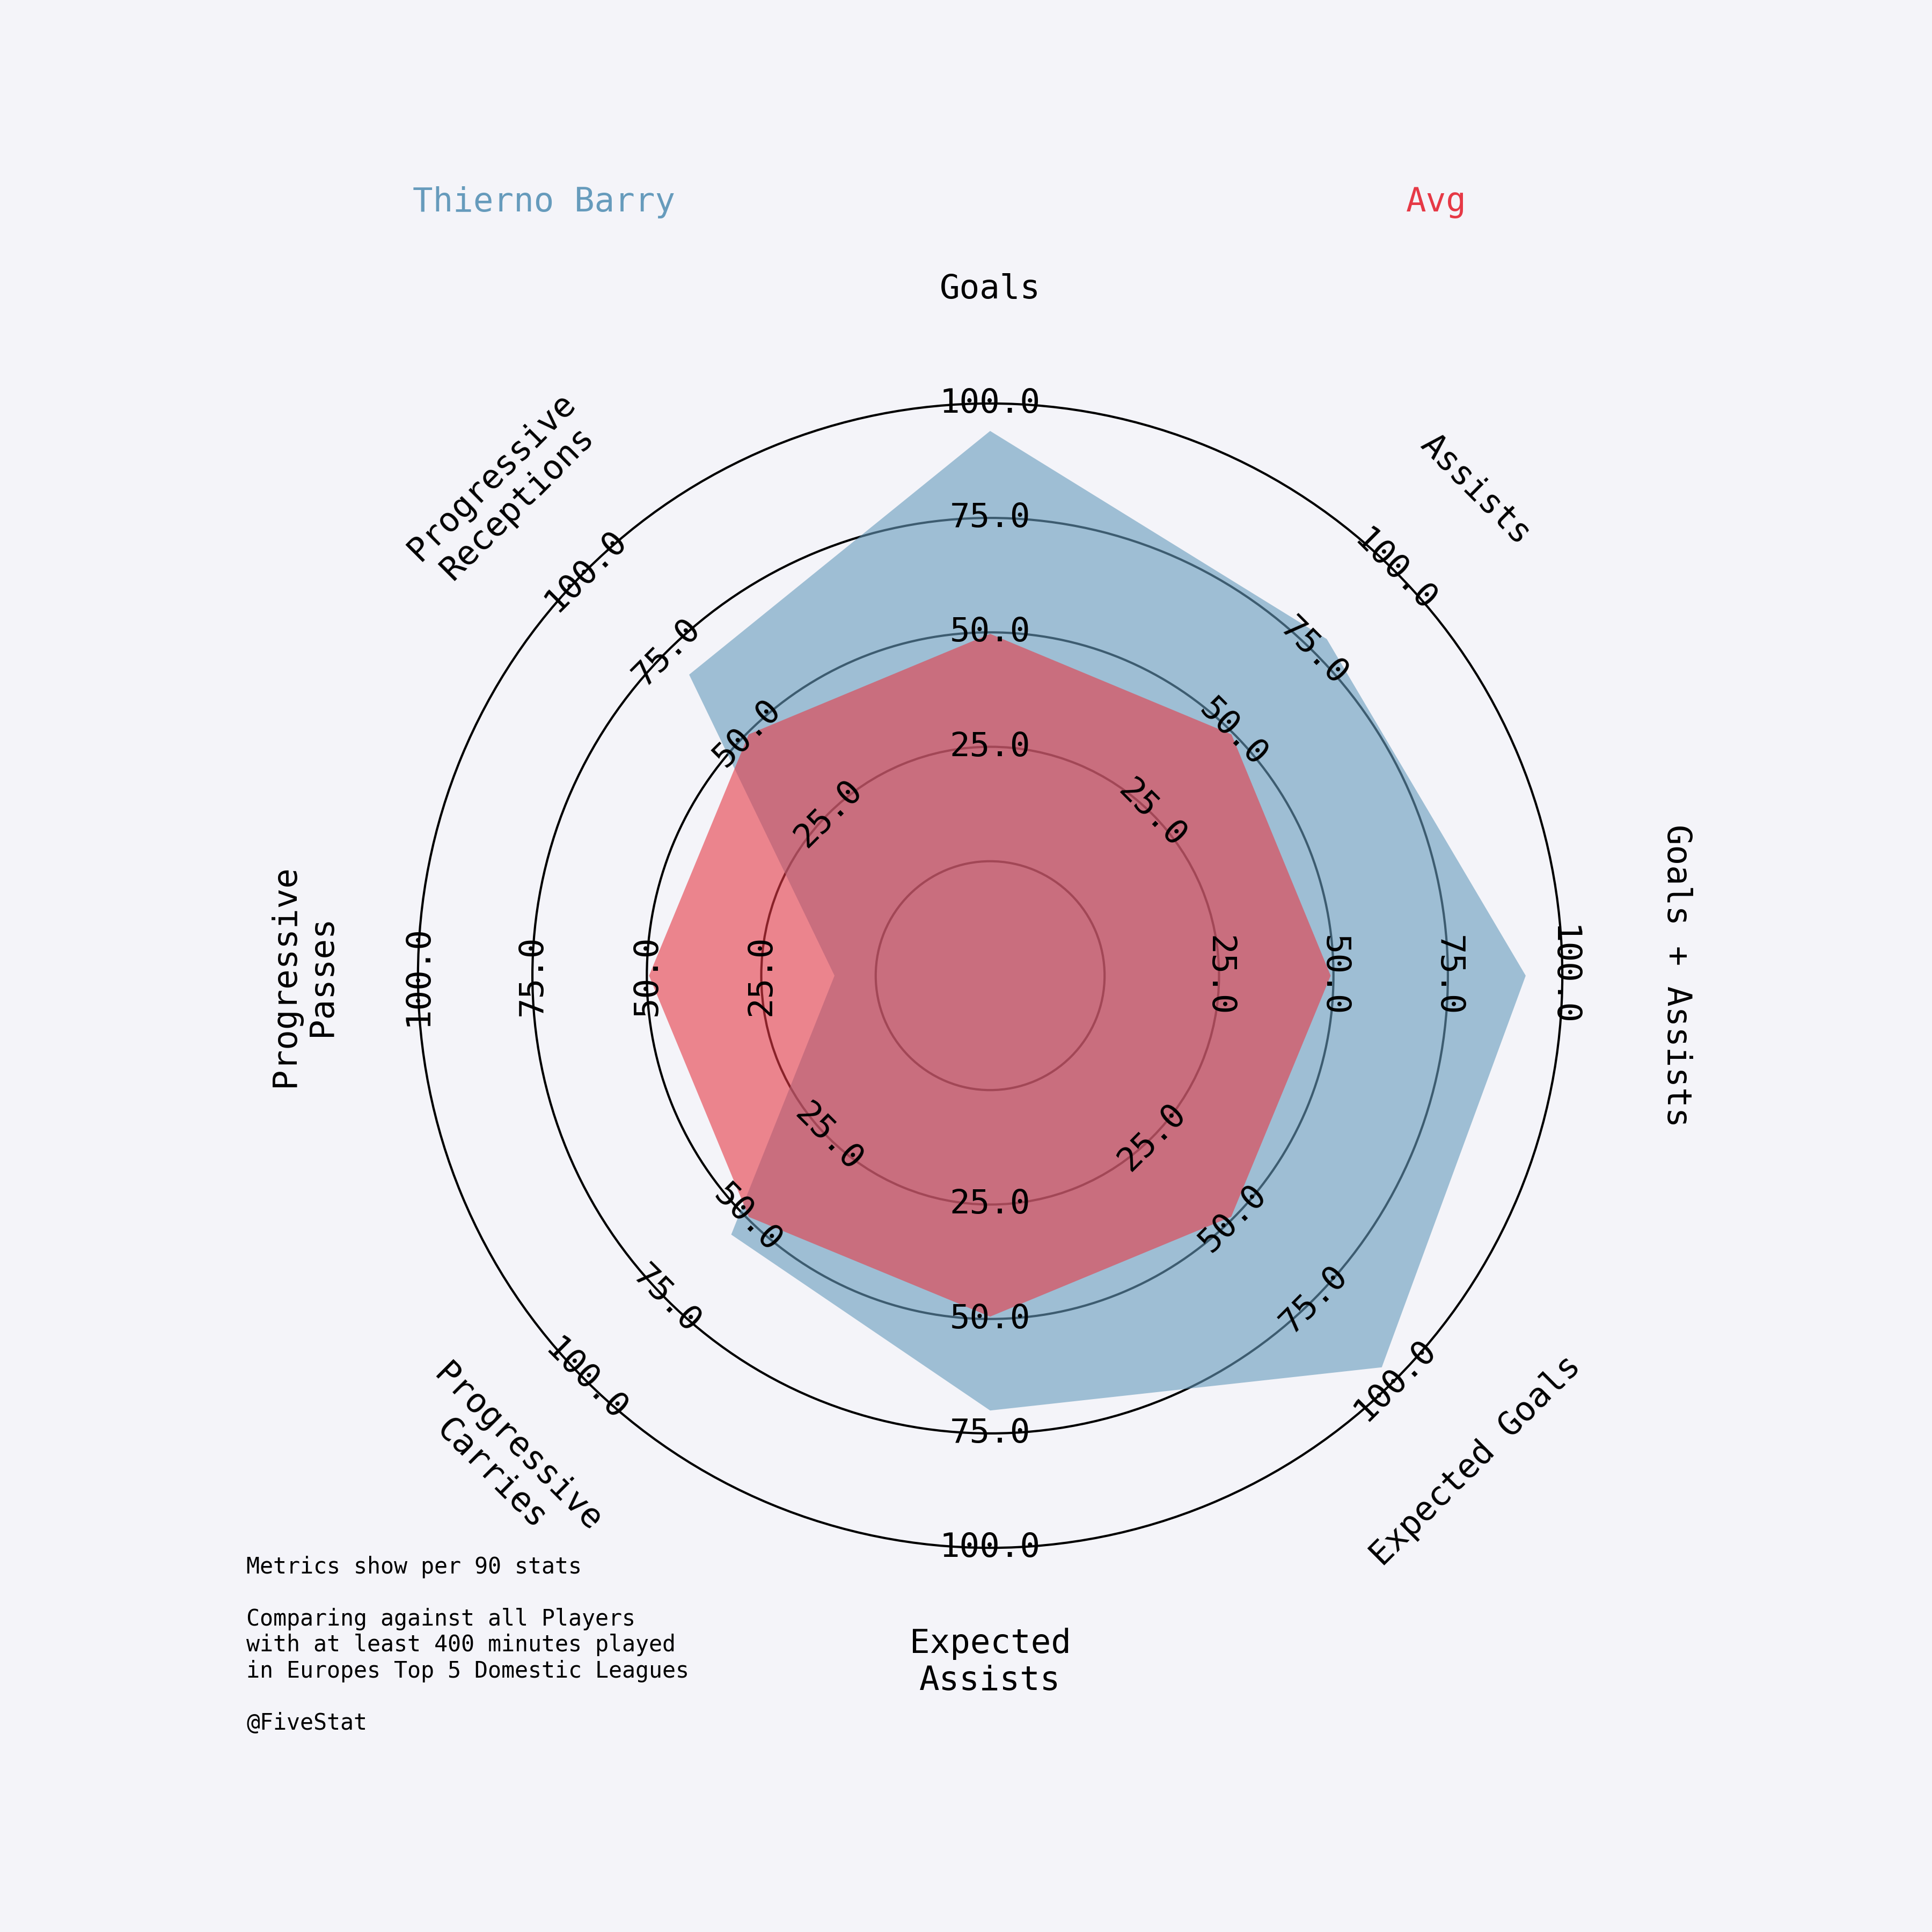 Thierno Barry
Avg
Goals
Assists
Goals + Assists
Expected Goals
Expected
Assists
Progressive
Carries
Progressive
Passes
Progressive
Receptions
25.0
50.0
75.0
100.0
25.0
50.0
75.0
100.0
25.0
50.0
75.0
100.0
25.0
50.0
75.0
100.0
25.0
50.0
75.0
100.0
25.0
50.0
75.0
100.0
25.0
50.0
75.0
100.0
25.0
50.0
75.0
100.0
Metrics show per 90 stats
Comparing against all Players
with at least 400 minutes played
in Europes Top 5 Domestic Leagues
@FiveStat